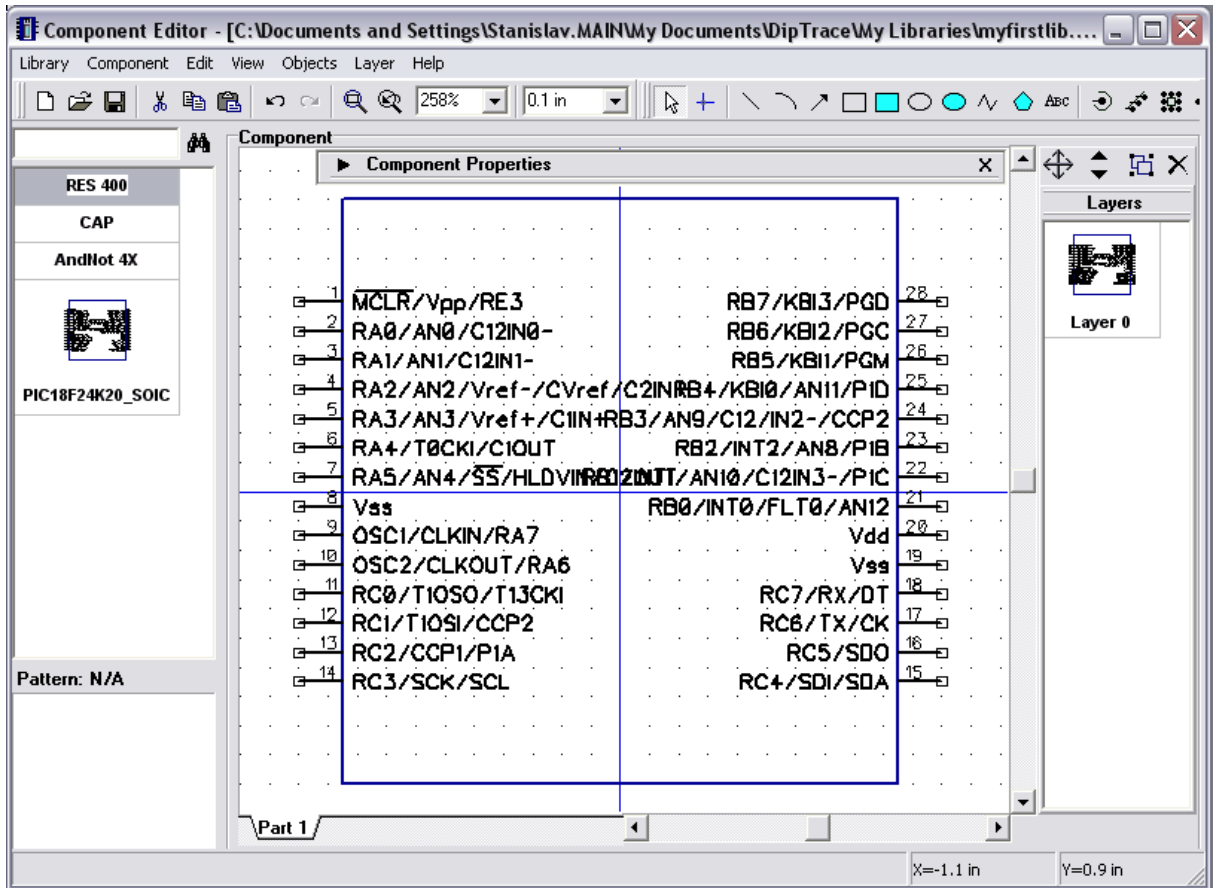 Component Editor - [C:\Documents and Settings\Stanislav.MAIN\My Documents\DipTrace\My Libraries\myfirstlib....
Library Component Edit View Objects Layer Help
258% 0.1 in ABC
Component
Component Properties X
RES 400
CAP
AndNot 4X
PIC18F24K20_SOIC
Pattern: N/A
Layers
Layer 0
1 MCLR/Vpp/RE3 RB7/KBI3/PGD 28
2 RA0/AN0/C12IN0- RB6/KBI2/PGC 27
3 RA1/AN1/C12IN1- RB5/KBI1/PGM 26
4 RA2/AN2/Vref-/CVref/C2IN RB4/KBI0/AN11/P1D 25
5 RA3/AN3/Vref+/C1IN+ RB3/AN9/C12/IN2-/CCP2 24
6 RA4/T0CKI/C1OUT RB2/INT2/AN8/P1B 23
7 RA5/AN4/SS/HLDVIN /AN10/C12IN3-/P1C 22
8 Vss RB0/INT0/FLT0/AN12 21
9 OSC1/CLKIN/RA7 Vdd 20
10 OSC2/CLKOUT/RA6 Vss 19
11 RC0/T1OSO/T13CKI RC7/RX/DT 18
12 RC1/T1OSI/CCP2 RC6/TX/CK 17
13 RC2/CCP1/P1A RC5/SDO 16
14 RC3/SCK/SCL RC4/SDI/SDA 15
Part 1
X=-1.1 in Y=0.9 in